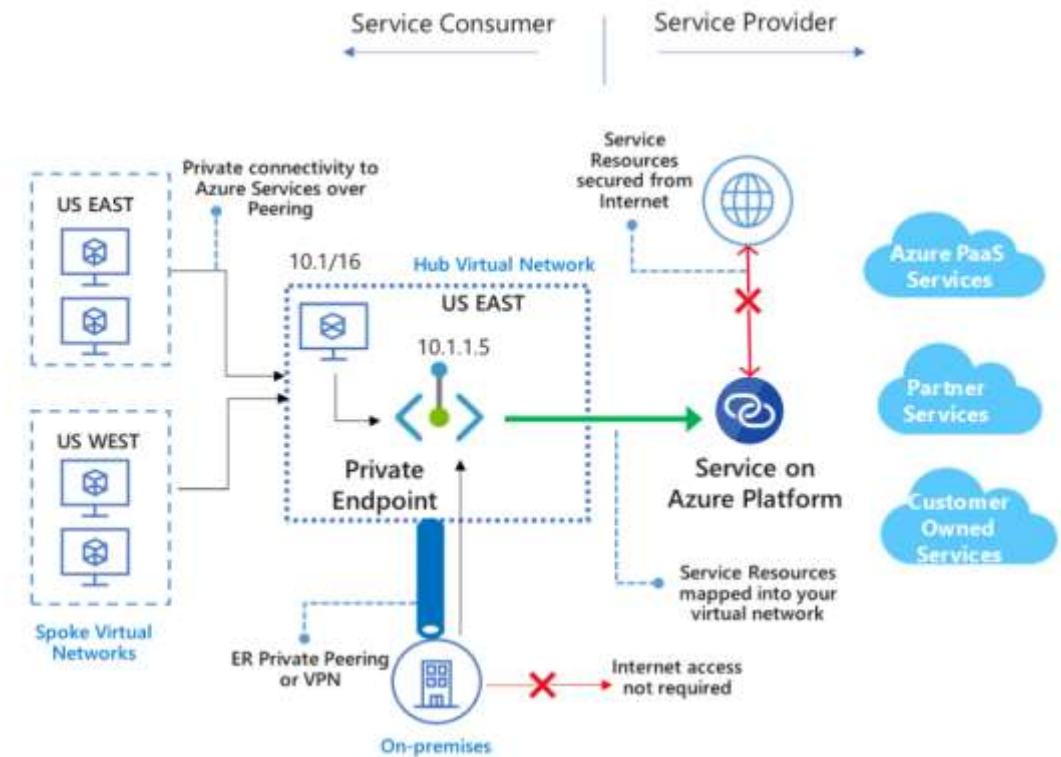 Service Consumer
Service Provider
Private connectivity to
Azure Services over
Peering
Service
Resources
secured from
Internet
US EAST
10.1/16
Hub Virtual Network
US EAST
10.1.1.5
Azure PaaS
Services
Partner
Services
US WEST
Private
Endpoint
Service on
Azure Platform
Customer
Owned
Services
Service Resources
mapped into your
virtual network
Spoke Virtual
Networks
ER Private Peering
or VPN
Internet access
not required
On-premises